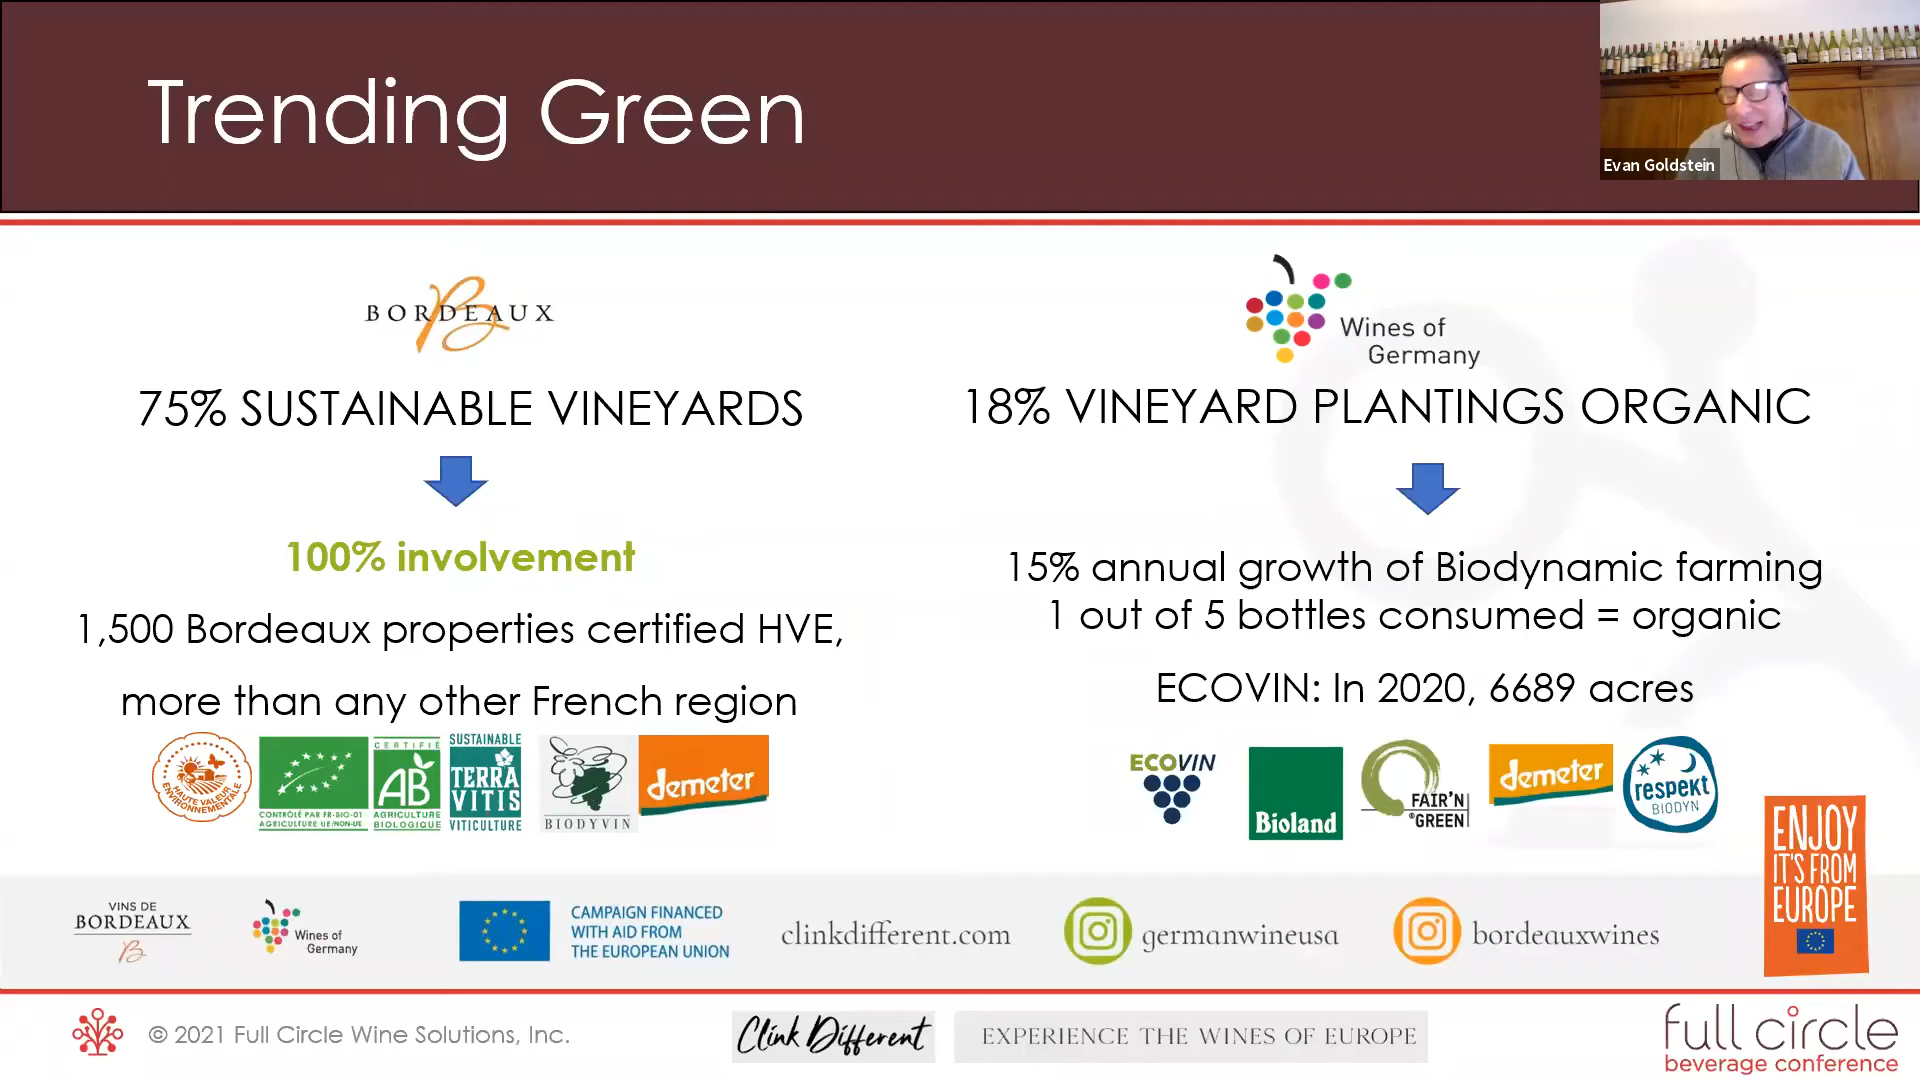 Trending Green
Evan Goldstein
BORDEAUX
75% SUSTAINABLE VINEYARDS
100% involvement
1,500 Bordeaux properties certified HVE,
more than any other French region
HAUTE VALEUR
ENVIRONNEMENTALE
CONTRÔLÉ PAR FR-BIO-01
AGRICULTURE UE/NON-UE
CERTIFIÉ
AB
AGRICULTURE
BIOLOGIQUE
SUSTAINABLE
TERRA
VITIS
VITICULTURE
BIODYVIN
demeter
Wines of
Germany
18% VINEYARD PLANTINGS ORGANIC
15% annual growth of Biodynamic farming
1 out of 5 bottles consumed = organic
ECOVIN: In 2020, 6689 acres
ECOVIN
Bioland
FAIR'N
GREEN
demeter
respekt
BIODYN
ENJOY
IT'S FROM
EUROPE
VINS DE
BORDEAUX
Wines of
Germany
CAMPAIGN FINANCED
WITH AID FROM
THE EUROPEAN UNION
clinkdifferent.com
germanwineusa
bordeauxwines
© 2021 Full Circle Wine Solutions, Inc.
Clink Different
EXPERIENCE THE WINES OF EUROPE
full circle
beverage conference